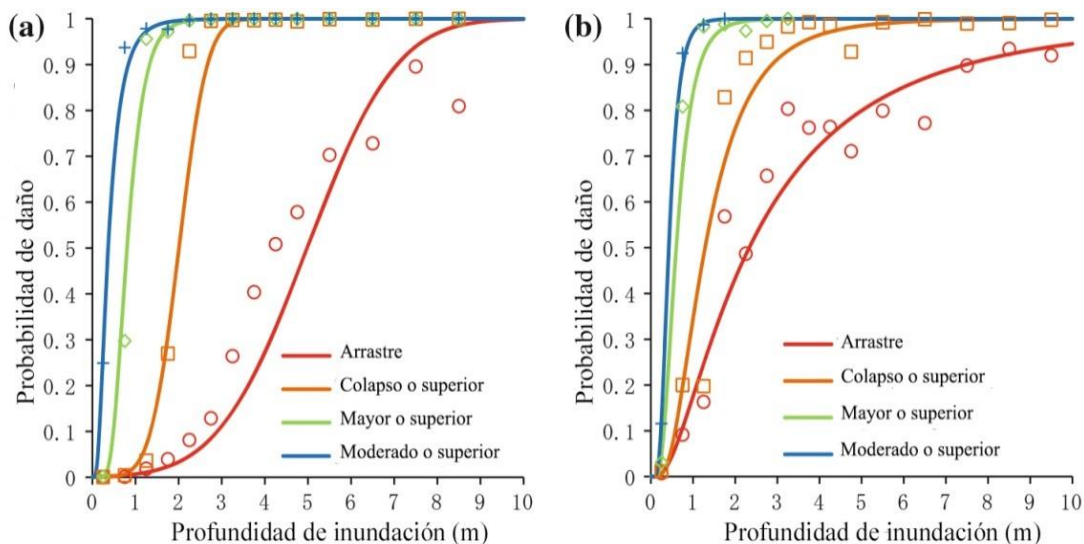 (a)
Probabilidad de daño
1
0.9
0.8
0.7
0.6
0.5
0.4
0.3
0.2
0.1
0
Arrastre
Colapso o superior
Mayor o superior
Moderado o superior
0 1 2 3 4 5 6 7 8 9 10
Profundidad de inundación (m)
(b)
Probabilidad de daño
1
0.9
0.8
0.7
0.6
0.5
0.4
0.3
0.2
0.1
0
Arrastre
Colapso o superior
Mayor o superior
Moderado o superior
0 1 2 3 4 5 6 7 8 9 10
Profundidad de inundación (m)